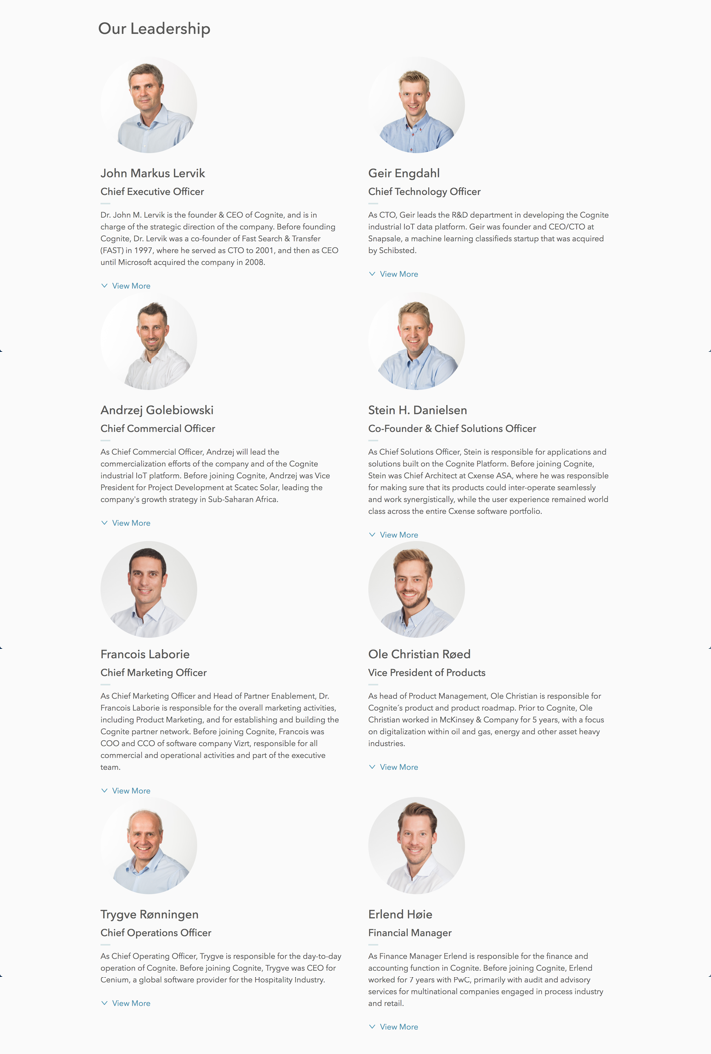 Our Leadership
John Markus Lervik
Chief Executive Officer
Dr. John M. Lervik is the founder & CEO of Cognite, and is in
charge of the strategic direction of the company. Before founding
Cognite, Dr. Lervik was a co-founder of Fast Search & Transfer
(FAST) in 1997, where he served as CTO to 2001, and then as CEO
until Microsoft acquired the company in 2008.
View More
Geir Engdahl
Chief Technology Officer
As CTO, Geir leads the R&D department in developing the Cognite
industrial IoT data platform. Geir was founder and CEO/CTO at
Snapsale, a machine learning classifieds startup that was acquired
by Schibsted.
View More
Andrzej Golebiowski
Chief Commercial Officer
As Chief Commercial Officer, Andrzej will lead the
commercialization efforts of the company and of the Cognite
industrial IoT platform. Before joining Cognite, Andrzej was Vice
President for Project Development at Scatec Solar, leading the
company's growth strategy in Sub-Saharan Africa.
View More
Stein H. Danielsen
Co-Founder & Chief Solutions Officer
As Chief Solutions Officer, Stein is responsible for applications and
solutions built on the Cognite Platform. Before joining Cognite,
Stein was Chief Architect at Cxense ASA, where he was responsible
for making sure that its products could inter-operate seamlessly
and work synergistically, while the user experience remained world
class across the entire Cxense software portfolio.
View More
Francois Laborie
Chief Marketing Officer
As Chief Marketing Officer and Head of Partner Enablement, Dr.
Francois Laborie is responsible for the overall marketing activities,
including Product Marketing, and for establishing and building the
Cognite partner network. Before joining Cognite, Francois was
COO and CCO of software company Vizrt, responsible for all
commercial and operational activities and part of the executive
team.
View More
Ole Christian Røed
Vice President of Products
As head of Product Management, Ole Christian is responsible for
Cognite´s product and product roadmap. Prior to Cognite, Ole
Christian worked in McKinsey & Company for 5 years, with a focus
on digitalization within oil and gas, energy and other asset heavy
industries.
View More
Trygve Rønningen
Chief Operations Officer
As Chief Operating Officer, Trygve is responsible for the day-to-day
operation of Cognite. Before joining Cognite, Trygve was CEO for
Cenium, a global software provider for the Hospitality Industry.
View More
Erlend Høie
Financial Manager
As Finance Manager Erlend is responsible for the finance and
accounting function in Cognite. Before joining Cognite, Erlend
worked for 7 years with PwC, primarily with audit and advisory
services for multinational companies engaged in process industry
and retail.
View More